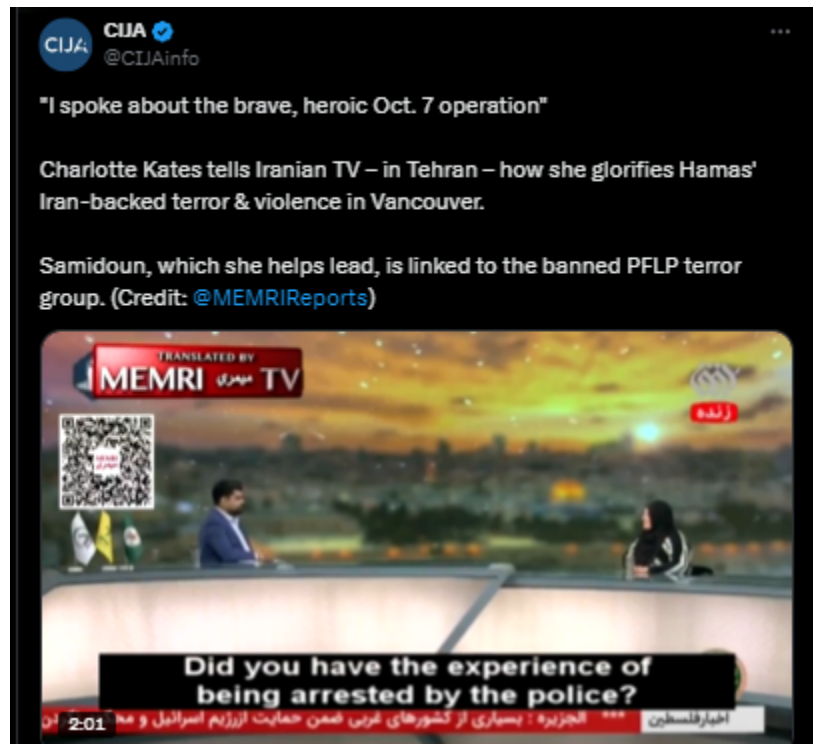 CIJA
CIJA
@CIJAinfo
"I spoke about the brave, heroic Oct. 7 operation"
Charlotte Kates tells Iranian TV – in Tehran – how she glorifies Hamas'
Iran-backed terror & violence in Vancouver.
Samidoun, which she helps lead, is linked to the banned PFLP terror
group. (Credit: @MEMRIReports)
TRANSLATED BY
MEMRI ميمري TV
زنده
Did you have the experience of
being arrested by the police?
2:01
اخبار فلسطین *** الجزیره : بسیاری از کشورهای غربی ضمن حمایت ازرژیم اسرائیل و